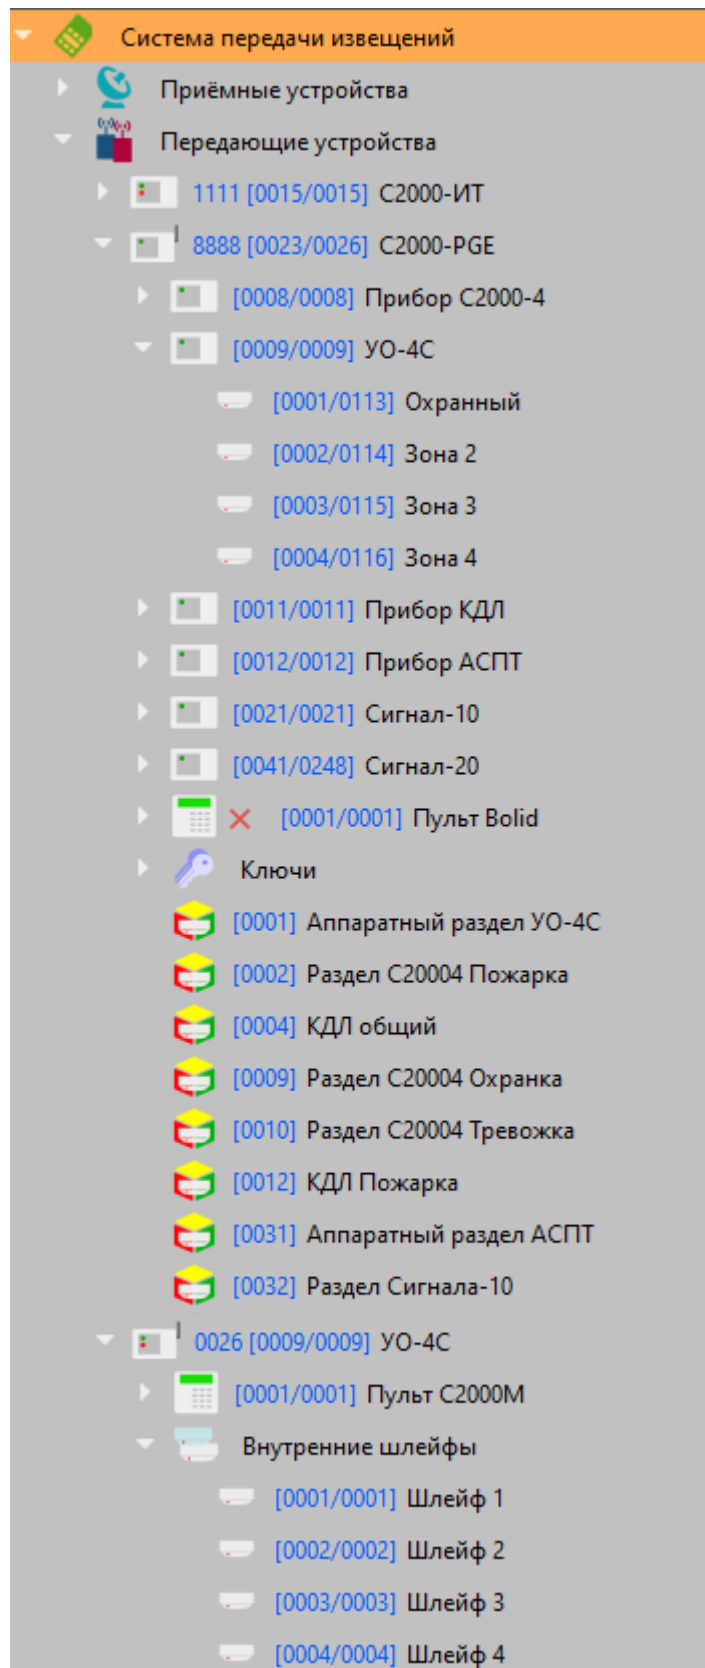 Система передачи извещений
Приёмные устройства
Передающие устройства
1111 [0015/0015] С2000-ИТ
8888 [0023/0026] С2000-PGE
[0008/0008] Прибор С2000-4
[0009/0009] УО-4С
[0001/0113] Охранный
[0002/0114] Зона 2
[0003/0115] Зона 3
[0004/0116] Зона 4
[0011/0011] Прибор КДЛ
[0012/0012] Прибор АСПТ
[0021/0021] Сигнал-10
[0041/0248] Сигнал-20
[0001/0001] Пульт Bolid
Ключи
[0001] Аппаратный раздел УО-4С
[0002] Раздел С20004 Пожарка
[0004] КДЛ общий
[0009] Раздел С20004 Охранка
[0010] Раздел С20004 Тревожка
[0012] КДЛ Пожарка
[0031] Аппаратный раздел АСПТ
[0032] Раздел Сигнала-10
0026 [0009/0009] УО-4С
[0001/0001] Пульт С2000М
Внутренние шлейфы
[0001/0001] Шлейф 1
[0002/0002] Шлейф 2
[0003/0003] Шлейф 3
[0004/0004] Шлейф 4